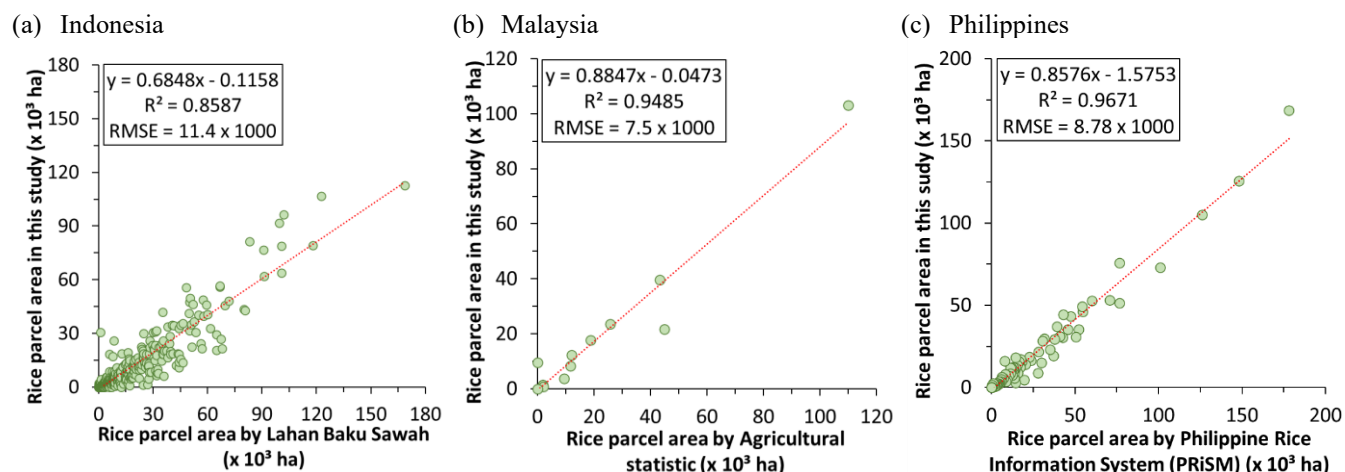 (a) Indonesia
(b) Malaysia
(c) Philippines
Rice parcel area in this study (x 10³ ha)
180
150
120
90
60
30
0
y = 0.6848x - 0.1158
R² = 0.8587
RMSE = 11.4 x 1000
0 30 60 90 120 150 180
Rice parcel area by Lahan Baku Sawah
(x 10³ ha)
Rice parcel area in this study (x 10³ ha)
120
100
80
60
40
20
0
y = 0.8847x - 0.0473
R² = 0.9485
RMSE = 7.5 x 1000
0 20 40 60 80 100 120
Rice parcel area by Agricultural
statistic (x 10³ ha)
Rice parcel area in this sudy (x 10³ ha)
200
150
100
50
0
y = 0.8576x - 1.5753
R² = 0.9671
RMSE = 8.78 x 1000
0 50 100 150 200
Rice parcel area by Philippine Rice
Information System (PRiSM) (x 10³ ha)